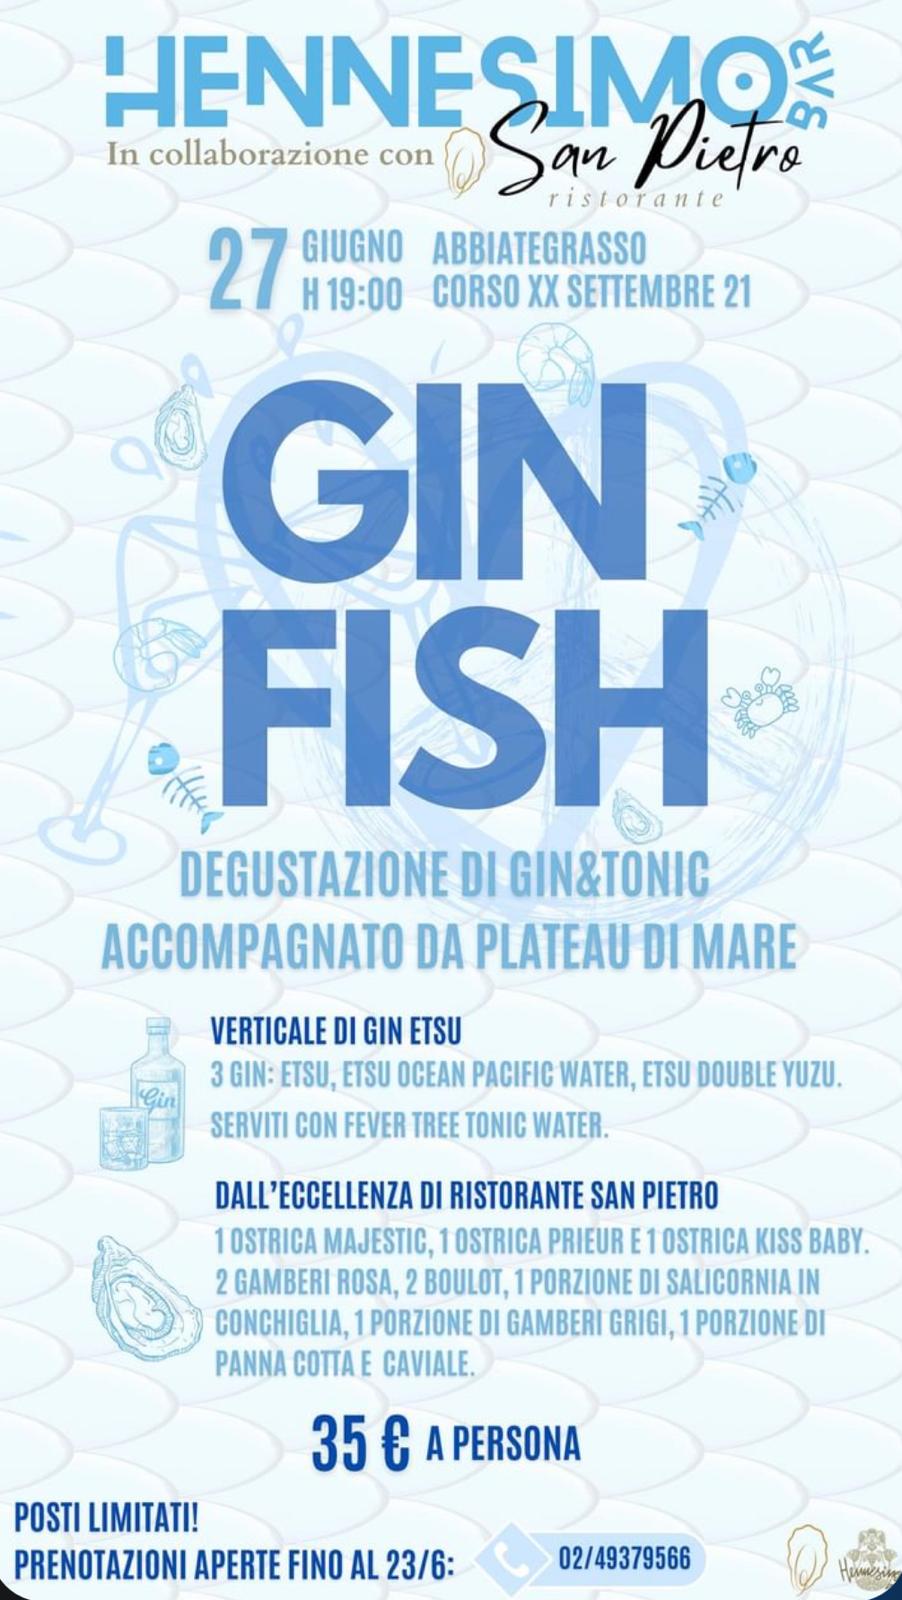 HENNESIMO BAR
In collaborazione con San Pietro
ristorante
27 GIUGNO ABBIATEGRASSO
H 19:00 CORSO XX SETTEMBRE 21
GIN
FISH
DEGUSTAZIONE DI GIN&TONIC
ACCOMPAGNATO DA PLATEAU DI MARE
VERTICALE DI GIN ETSU
3 GIN: ETSU, ETSU OCEAN PACIFIC WATER, ETSU DOUBLE YUZU.
Gin
SERVITI CON FEVER TREE TONIC WATER.
DALL'ECCELLENZA DI RISTORANTE SAN PIETRO
1 OSTRICA MAJESTIC, 1 OSTRICA PRIEUR E 1 OSTRICA KISS BABY.
2 GAMBERI ROSA, 2 BOULOT, 1 PORZIONE DI SALICORNIA IN
CONCHIGLIA, 1 PORZIONE DI GAMBERI GRIGI, 1 PORZIONE DI
PANNA COTTA E CAVIALE.
35 € A PERSONA
POSTI LIMITATI!
PRENOTAZIONI APERTE FINO AL 23/6: 02/49379566
Hennesimo